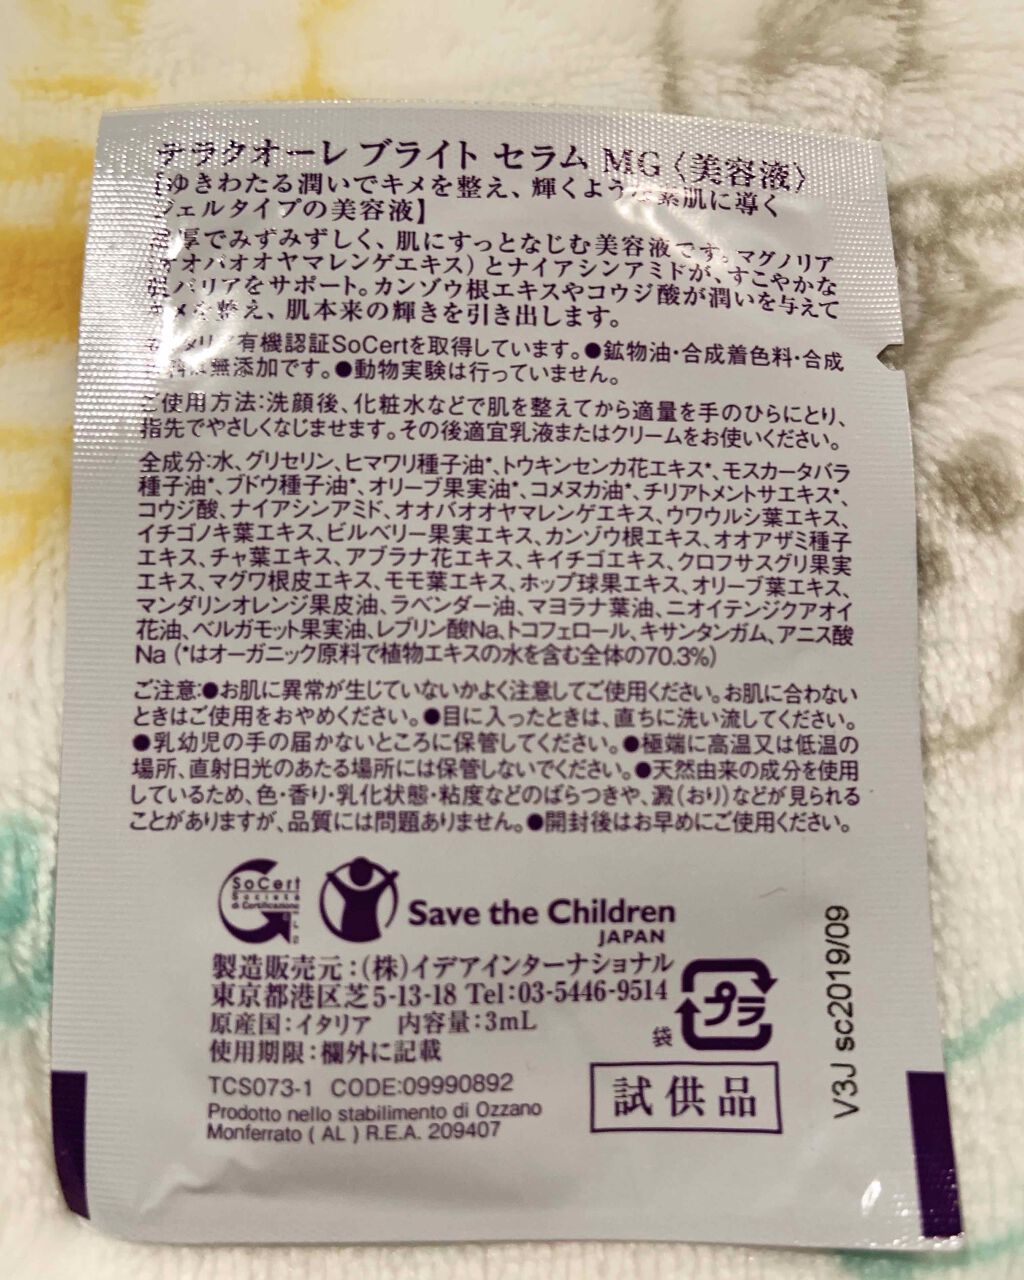 テラクオーレ ブライト セラム MG〈美容液〉
ゆきわたる潤いでキメを整え、輝くような素肌に導く
ジェルタイプの美容液】
厚でみずみずしく、肌にすっとなじむ美容液です。マグノリア
オオバオオヤマレンゲエキス)とナイアシンアミドが、すこやかな
バリアをサポート。カンゾウ根エキスやコウジ酸が潤いを与えて
キメを整え、肌本来の輝きを引き出します。
有機認証SoCertを取得しています。●鉱物油・合成着色料・合成
は無添加です。●動物実験は行っていません。
ご使用方法:洗顔後、化粧水などで肌を整えてから適量を手のひらにとり、
指先でやさしくなじませます。その後適宜乳液またはクリームをお使いください。
全成分:水、グリセリン、ヒマワリ種子油*、トウキンセンカ花エキス*、モスカータバラ
種子油*、ブドウ種子油*、オリーブ果実油*、コメヌカ油*、チリアトメントサエキス*、
コウジ酸、ナイアシンアミド、オオバオオヤマレンゲエキス、ウワウルシ葉エキス、
イチゴノキ葉エキス、ビルベリー果実エキス、カンゾウ根エキス、オオアザミ種子
エキス、チャ葉エキス、アブラナ花エキス、キイチゴエキス、クロフサスグリ果実
エキス、マグワ根皮エキス、モモ葉エキス、ホップ球果エキス、オリーブ葉エキス、
マンダリンオレンジ果皮油、ラベンダー油、マヨラナ葉油、ニオイテンジクアオイ
花油、ベルガモット果実油、レブリン酸Na、トコフェロール、キサンタンガム、アニス酸
Na (*はオーガニック原料で植物エキスの水を含む全体の70.3%)
ご注意:●お肌に異常が生じていないかよく注意してご使用ください。お肌に合わない
ときはご使用をおやめください。●目に入ったときは、直ちに洗い流してください。
●乳幼児の手の届かないところに保管してください。●極端に高温又は低温の
場所、直射日光のあたる場所には保管しないでください。●天然由来の成分を使用
しているため、色・香り・乳化状態・粘度などのばらつきや、澱(おり)などが見られる
ことがありますが、品質には問題ありません。●開封後はお早めにご使用ください。
SoCert
Società
di Certificazione
Save the Children
JAPAN
製造販売元:(株)イデアインターナショナル
東京都港区芝5-13-18 Tel:03-5446-9514
原産国:イタリア 内容量:3mL
使用期限:欄外に記載
プラ
袋
TCS073-1 CODE:09990892
Prodotto nello stabilimento di Ozzano
Monferrato ( AL ) R.E.A. 209407
試供品
V3J sc2019/09